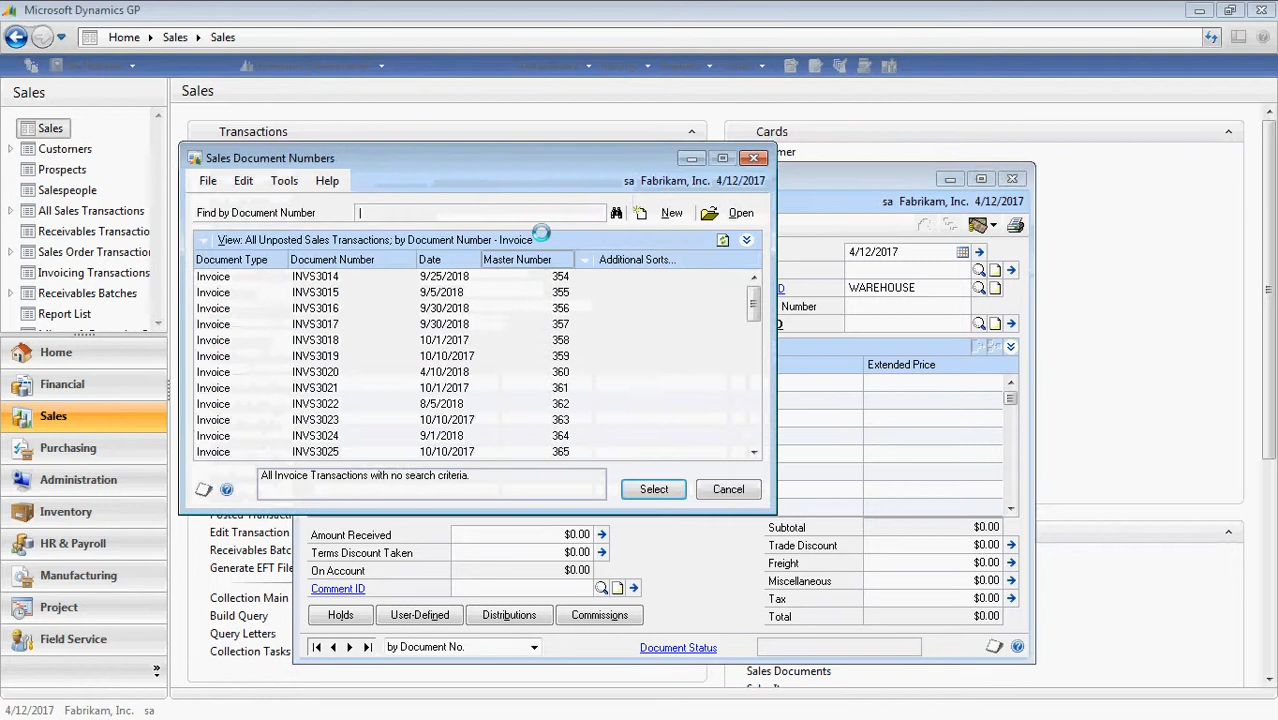 Microsoft Dynamics GP
Home ▸ Sales ▸ Sales
Sales
Sales
Customers
Prospects
Salespeople
All Sales Transactions
Receivables Transactions
Sales Order Transactions
Invoicing Transactions
Receivables Batches
Report List
Home
Financial
Sales
Purchasing
Administration
Inventory
HR & Payroll
Manufacturing
Project
Field Service
Sales
Transactions
Cards
Sales Document Numbers
File Edit Tools Help
sa Fabrikam, Inc. 4/12/2017
Find by Document Number
New
Open
View: All Unposted Sales Transactions; by Document Number - Invoice
Document Type Document Number Date Master Number Additional Sorts...
Invoice INVS3014 9/25/2018 354
Invoice INVS3015 9/5/2018 355
Invoice INVS3016 9/30/2018 356
Invoice INVS3017 9/30/2018 357
Invoice INVS3018 10/1/2017 358
Invoice INVS3019 10/10/2017 359
Invoice INVS3020 4/10/2018 360
Invoice INVS3021 10/1/2017 361
Invoice INVS3022 8/5/2018 362
Invoice INVS3023 10/10/2017 363
Invoice INVS3024 9/1/2018 364
Invoice INVS3025 10/10/2017 365
All Invoice Transactions with no search criteria.
Select
Cancel
sa Fabrikam, Inc. 4/12/2017
4/12/2017
WAREHOUSE
Number
Extended Price
Edit Transaction
Receivables Batc
Generate EFT File
Collection Main
Build Query
Query Letters
Collection Tasks
Amount Received $0.00
Terms Discount Taken $0.00
On Account $0.00
Comment ID
Holds User-Defined Distributions Commissions
Subtotal $0.00
Trade Discount $0.00
Freight $0.00
Miscellaneous $0.00
Tax $0.00
Total $0.00
by Document No.
Document Status
Sales Documents
4/12/2017 Fabrikam, Inc. sa